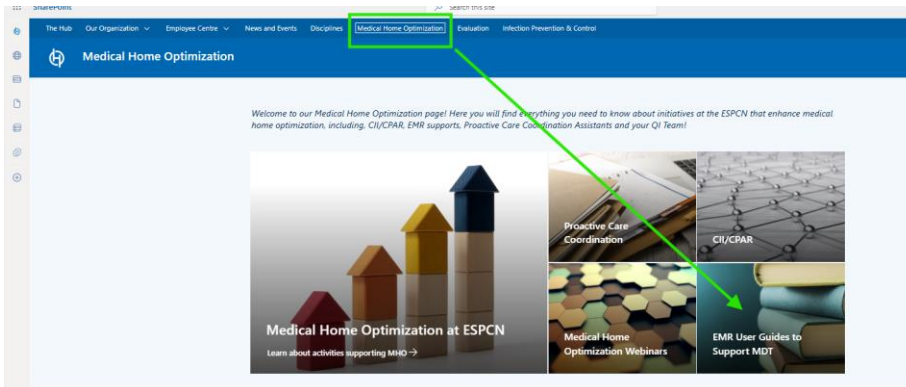 SharePoint
Search this site
The Hub Our Organization Employee Centre News and Events Disciplines Medical Home Optimization Evaluation Infection Prevention & Control
Medical Home Optimization
Welcome to our Medical Home Optimization page! Here you will find everything you need to know about initiatives at the ESPCN that enhance medical
home optimization, including, CII/CPAR, EMR supports, Proactive Care Coordination Assistants and your QI Team!
Proactive Care
Coordination
CII/CPAR
Medical Home Optimization at ESPCN
Learn about activities supporting MHO →
Medical Home
Optimization Webinars
EMR User Guides to
Support MDT